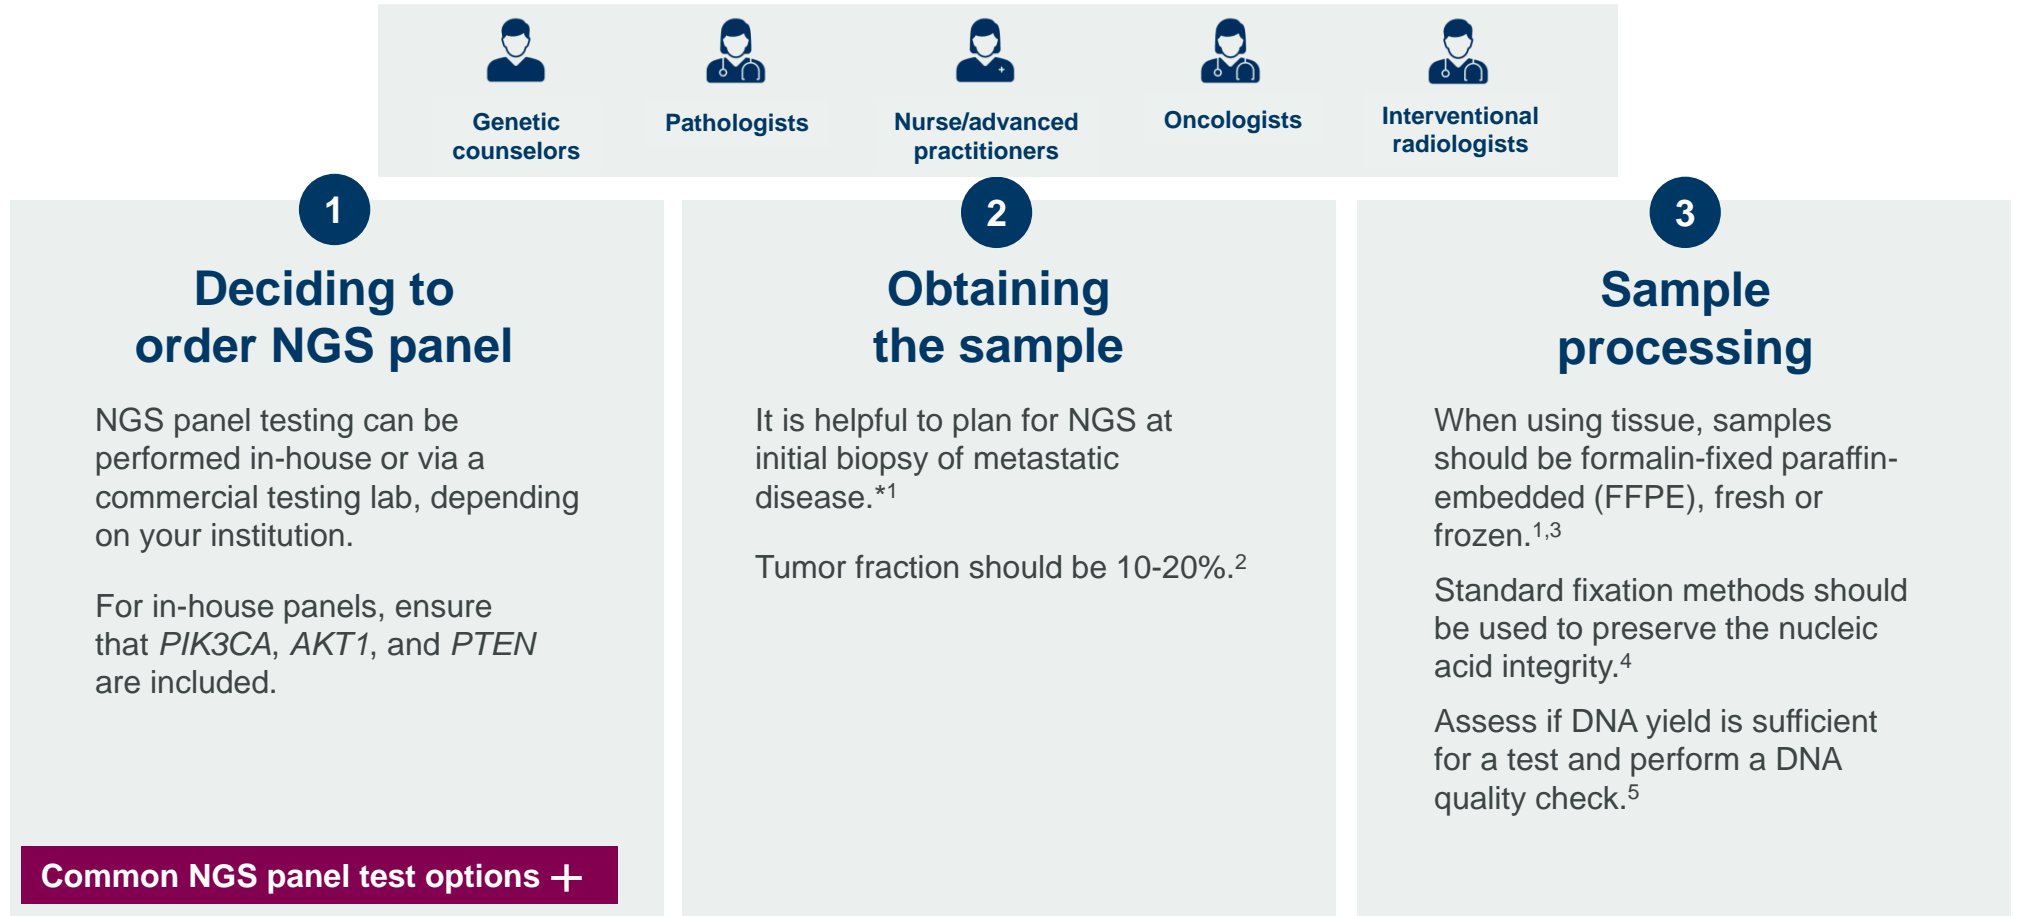 Genetic
counselors
Pathologists
Nurse/advanced
practitioners
Oncologists
Interventional
radiologists
1
Deciding to
order NGS panel
NGS panel testing can be
performed in-house or via a
commercial testing lab, depending
on your institution.
For in-house panels, ensure
that PIK3CA, AKT1, and PTEN
are included.
Common NGS panel test options +
2
Obtaining
the sample
It is helpful to plan for NGS at
initial biopsy of metastatic
disease.*1
Tumor fraction should be 10-20%.2
3
Sample
processing
When using tissue, samples
should be formalin-fixed paraffin-
embedded (FFPE), fresh or
frozen.1,3
Standard fixation methods should
be used to preserve the nucleic
acid integrity.4
Assess if DNA yield is sufficient
for a test and perform a DNA
quality check.5